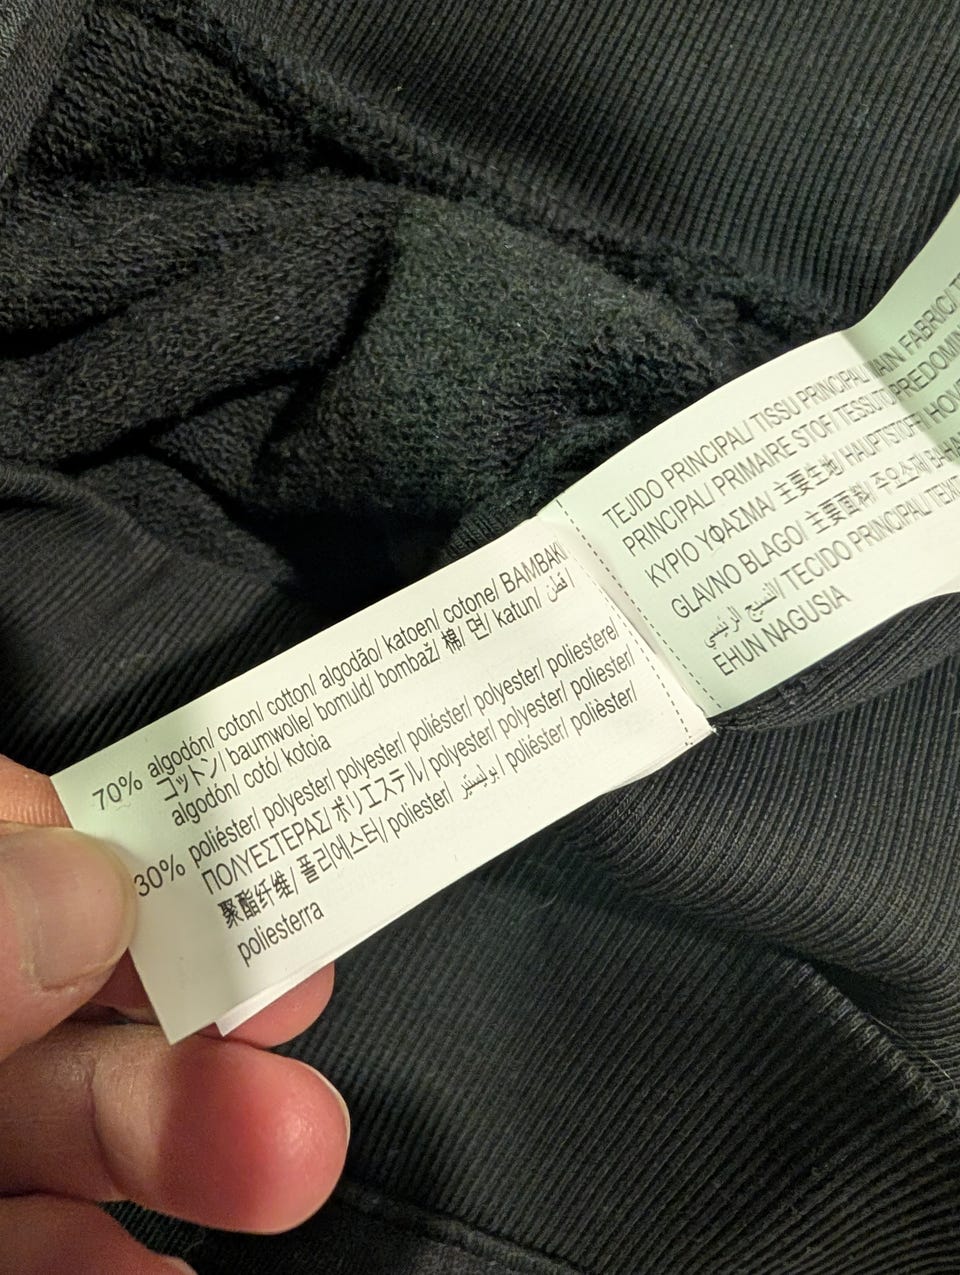 TEJIDO PRINCIPAL/ TISSU PRINCIPAL/ MAIN FABRIC/
PRINCIPAL/ PRIMAIRE STOF/ TESSUTO PREDOMIN
ΚΥΡΙΟ ΥΦΑΣΜΑ/ 主要生地/ HAUPTSTOFF/
GLAVNO BLAGO/ 主要面料/ 주요소재/
النسيج الرئيسي/ TECIDO PRINCIPAL/
EHUN NAGUSIA
70% algodón/ coton/ cotton/ algodão/ katoen/ cotone/ ΒΑΜΒΑΚΙ/
コットン/ baumwolle/ bomuld/ bombaž/ 棉/ 면/ katun/ قطن/
algodón/ cotó/ kotoia
30% poliéster/ polyester/ polyester/ poliéster/ polyester/ poliestere/
ΠΟΛΥΕΣΤΕΡΑΣ/ ポリエステル/ polyester/ polyester/ poliester/
聚酯纤维/ 폴리에스터/ poliester/ بوليستير/ poliéster/ polièster/
poliesterra